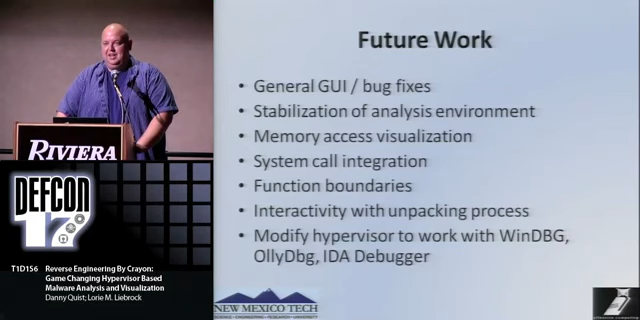 RIVIERA
DEFCON
17
T1D1S6 Reverse Engineering By Crayon:
Game Changing Hypervisor Based
Malware Analysis and Visualization
Danny Quist; Lorie M. Liebrock
Future Work
• General GUI / bug fixes
• Stabilization of analysis environment
• Memory access visualization
• System call integration
• Function boundaries
• Interactivity with unpacking process
• Modify hypervisor to work with WinDBG,
OllyDbg, IDA Debugger
NEW MEXICO TECH